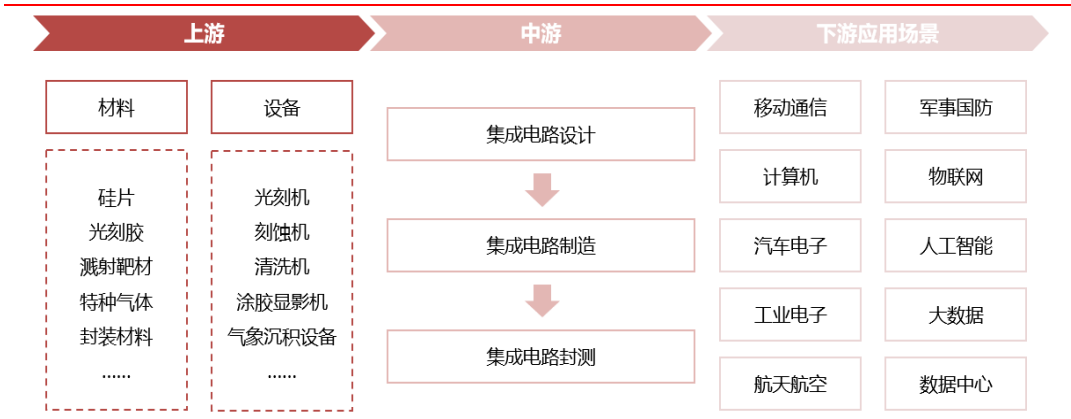 上游
中游
下游应用场景
材料
设备
硅片
光刻胶
溅射靶材
特种气体
封装材料
……
光刻机
刻蚀机
清洗机
涂胶显影机
气象沉积设备
……
集成电路设计
集成电路制造
集成电路封测
移动通信
军事国防
计算机
物联网
汽车电子
人工智能
工业电子
大数据
航天航空
数据中心